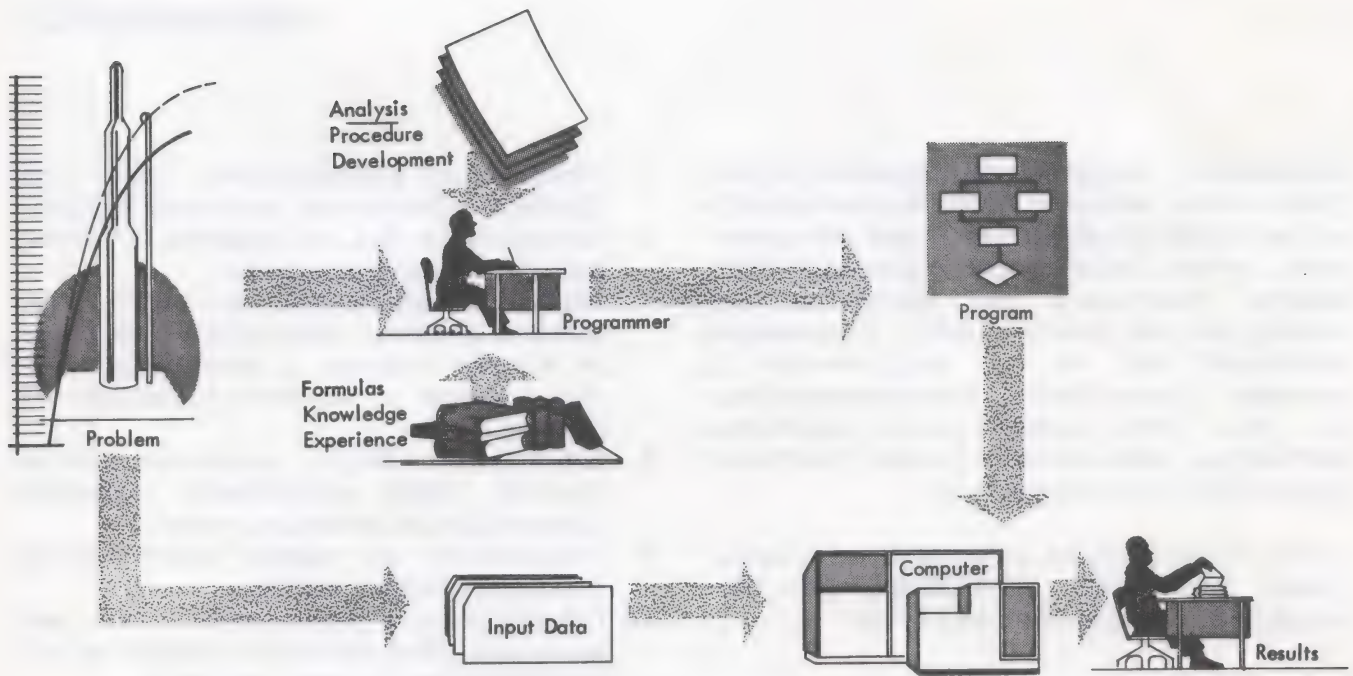 Analysis
Procedure
Development
Programmer
Program
Formulas
Knowledge
Experience
Problem
Computer
Input Data
Results